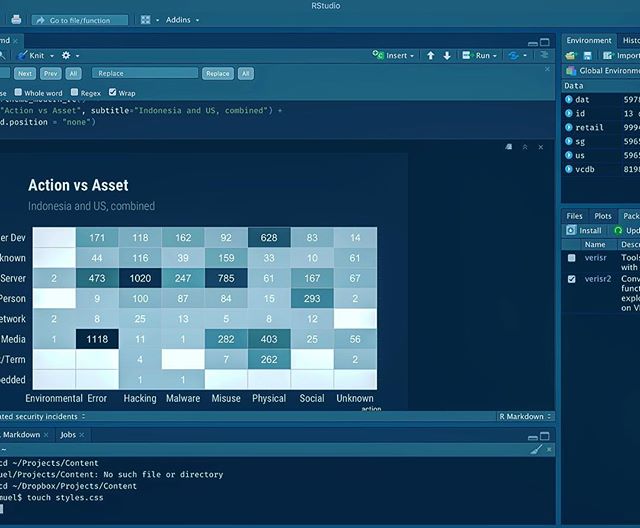 RStudio
Go to file/function
Addins
md
Environment
Histo
Knit
Insert
Run
Import
Global Environme
Next
Prev
All
Replace
Replace
All
Data
se
Whole word
Regex
Wrap
"Action vs Asset", subtitle="Indonesia and US, combined") +
d.position = "none")
dat 5978
id 13 o
retail 9994
sg 5965
us 5965
vcdb 8198
Action vs Asset
Indonesia and US, combined
er Dev 171 118 162 92 628 83 14
known 44 116 39 159 33 10 61
Server 2 473 1020 247 785 61 167 67
Person 9 100 87 84 15 293 2
etwork 2 8 25 13 5 8 12
Media 1 1118 11 1 282 403 25 56
k/Term 4 7 262 2
bedded 1 1
Environmental Error Hacking Malware Misuse Physical Social Unknown
action
Files
Plots
Pack
Install
Upd
Name
Desc
verisr
Tools
with
verisr2
Conv
funct
explo
on V
ated security incidents
R Markdown
Markdown
Jobs
~
cd ~/Projects/Content
uel/Projects/Content: No such file or directory
cd ~/Dropbox/Projects/Content
muel$ touch styles.css